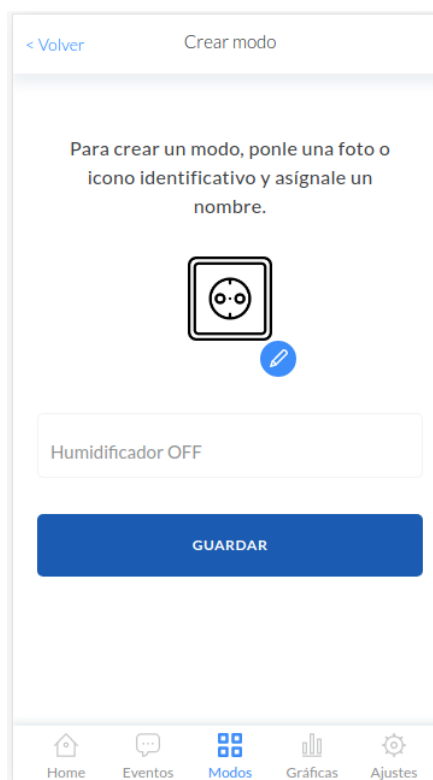 < Volver
Crear modo
Para crear un modo, ponle una foto o
icono identificativo y asígnale un
nombre.
Humidificador OFF
GUARDAR
Home
Eventos
Modos
Gráficas
Ajustes